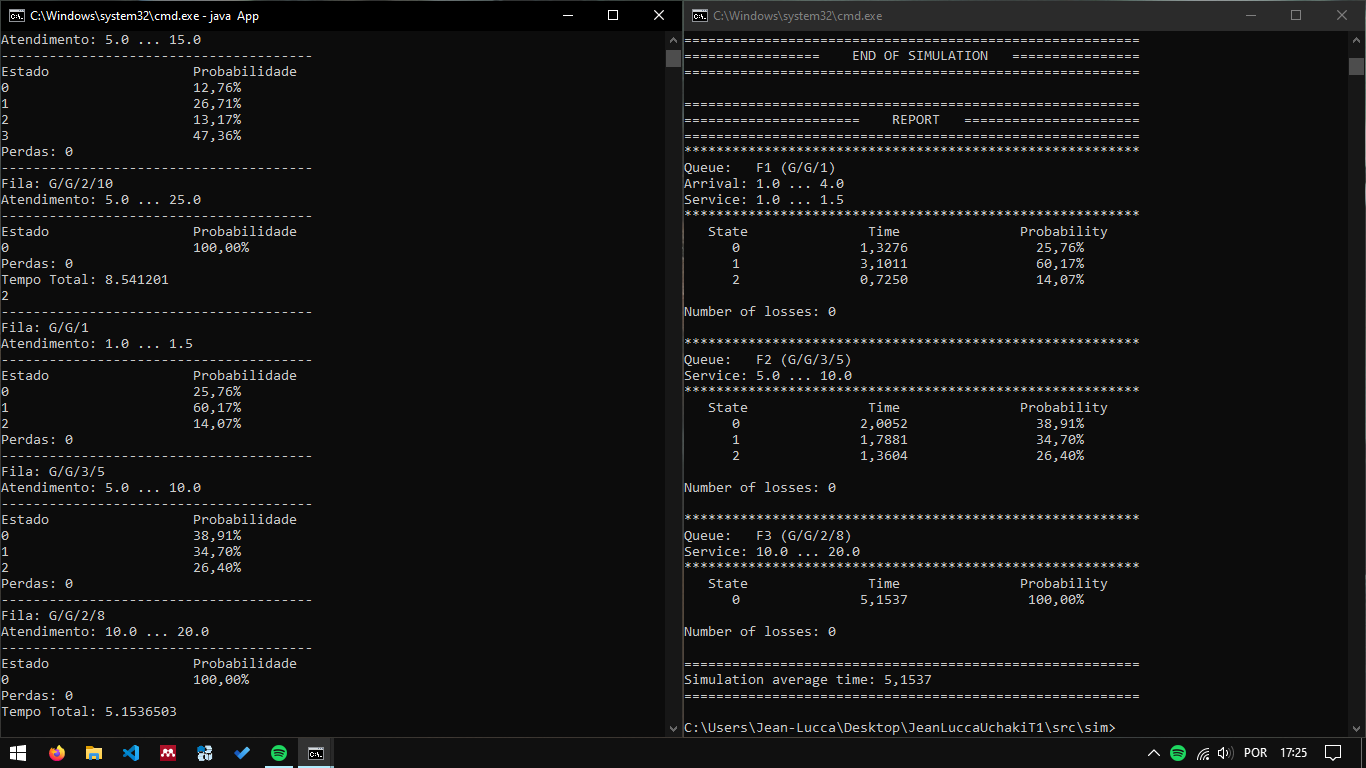 C:\Windows\system32\cmd.exe - java App
Atendimento: 5.0 ... 15.0
---------------------------------------
Estado Probabilidade
0 12,76%
1 26,71%
2 13,17%
3 47,36%
Perdas: 0
---------------------------------------
Fila: G/G/2/10
Atendimento: 5.0 ... 25.0
---------------------------------------
Estado Probabilidade
0 100,00%
Perdas: 0
Tempo Total: 8.541201
2
---------------------------------------
Fila: G/G/1
Atendimento: 1.0 ... 1.5
---------------------------------------
Estado Probabilidade
0 25,76%
1 60,17%
2 14,07%
Perdas: 0
---------------------------------------
Fila: G/G/3/5
Atendimento: 5.0 ... 10.0
---------------------------------------
Estado Probabilidade
0 38,91%
1 34,70%
2 26,40%
Perdas: 0
---------------------------------------
Fila: G/G/2/8
Atendimento: 10.0 ... 20.0
---------------------------------------
Estado Probabilidade
0 100,00%
Perdas: 0
Tempo Total: 5.1536503
C:\Windows\system32\cmd.exe
=========================================================
================= END OF SIMULATION ================
=========================================================
=========================================================
====================== REPORT ======================
=========================================================
*********************************************************
Queue: F1 (G/G/1)
Arrival: 1.0 ... 4.0
Service: 1.0 ... 1.5
*********************************************************
State Time Probability
0 1,3276 25,76%
1 3,1011 60,17%
2 0,7250 14,07%
Number of losses: 0
*********************************************************
Queue: F2 (G/G/3/5)
Service: 5.0 ... 10.0
*********************************************************
State Time Probability
0 2,0052 38,91%
1 1,7881 34,70%
2 1,3604 26,40%
Number of losses: 0
*********************************************************
Queue: F3 (G/G/2/8)
Service: 10.0 ... 20.0
*********************************************************
State Time Probability
0 5,1537 100,00%
Number of losses: 0
=========================================================
Simulation average time: 5,1537
=========================================================
C:\Users\Jean-Lucca\Desktop\JeanLuccaUchakiT1\src\sim>
POR 17:25